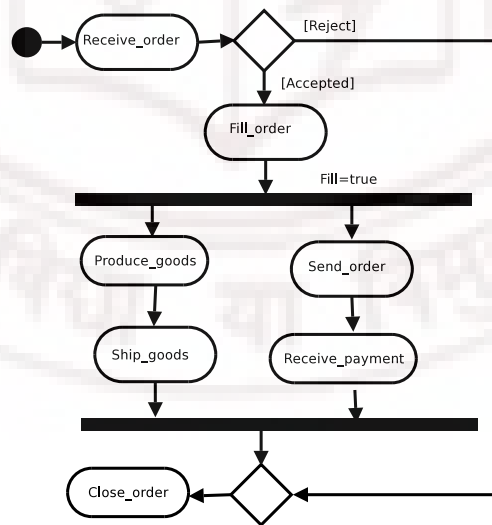 Receive_order
[Reject]
[Accepted]
Fill_order
Fill=true
Produce_goods
Send_order
Ship_goods
Receive_payment
Close_order